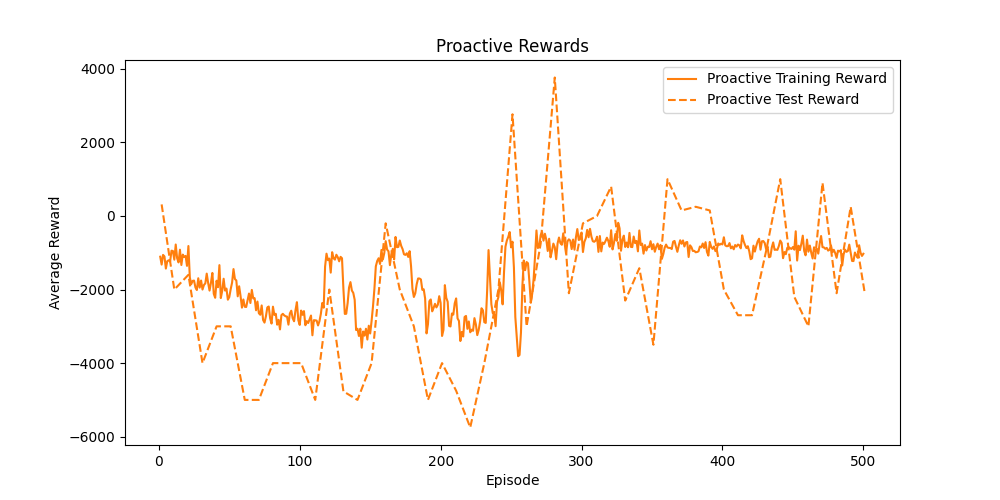 Proactive Rewards
Proactive Training Reward
Proactive Test Reward
Average Reward
4000
2000
0
−2000
−4000
−6000
0 100 200 300 400 500
Episode